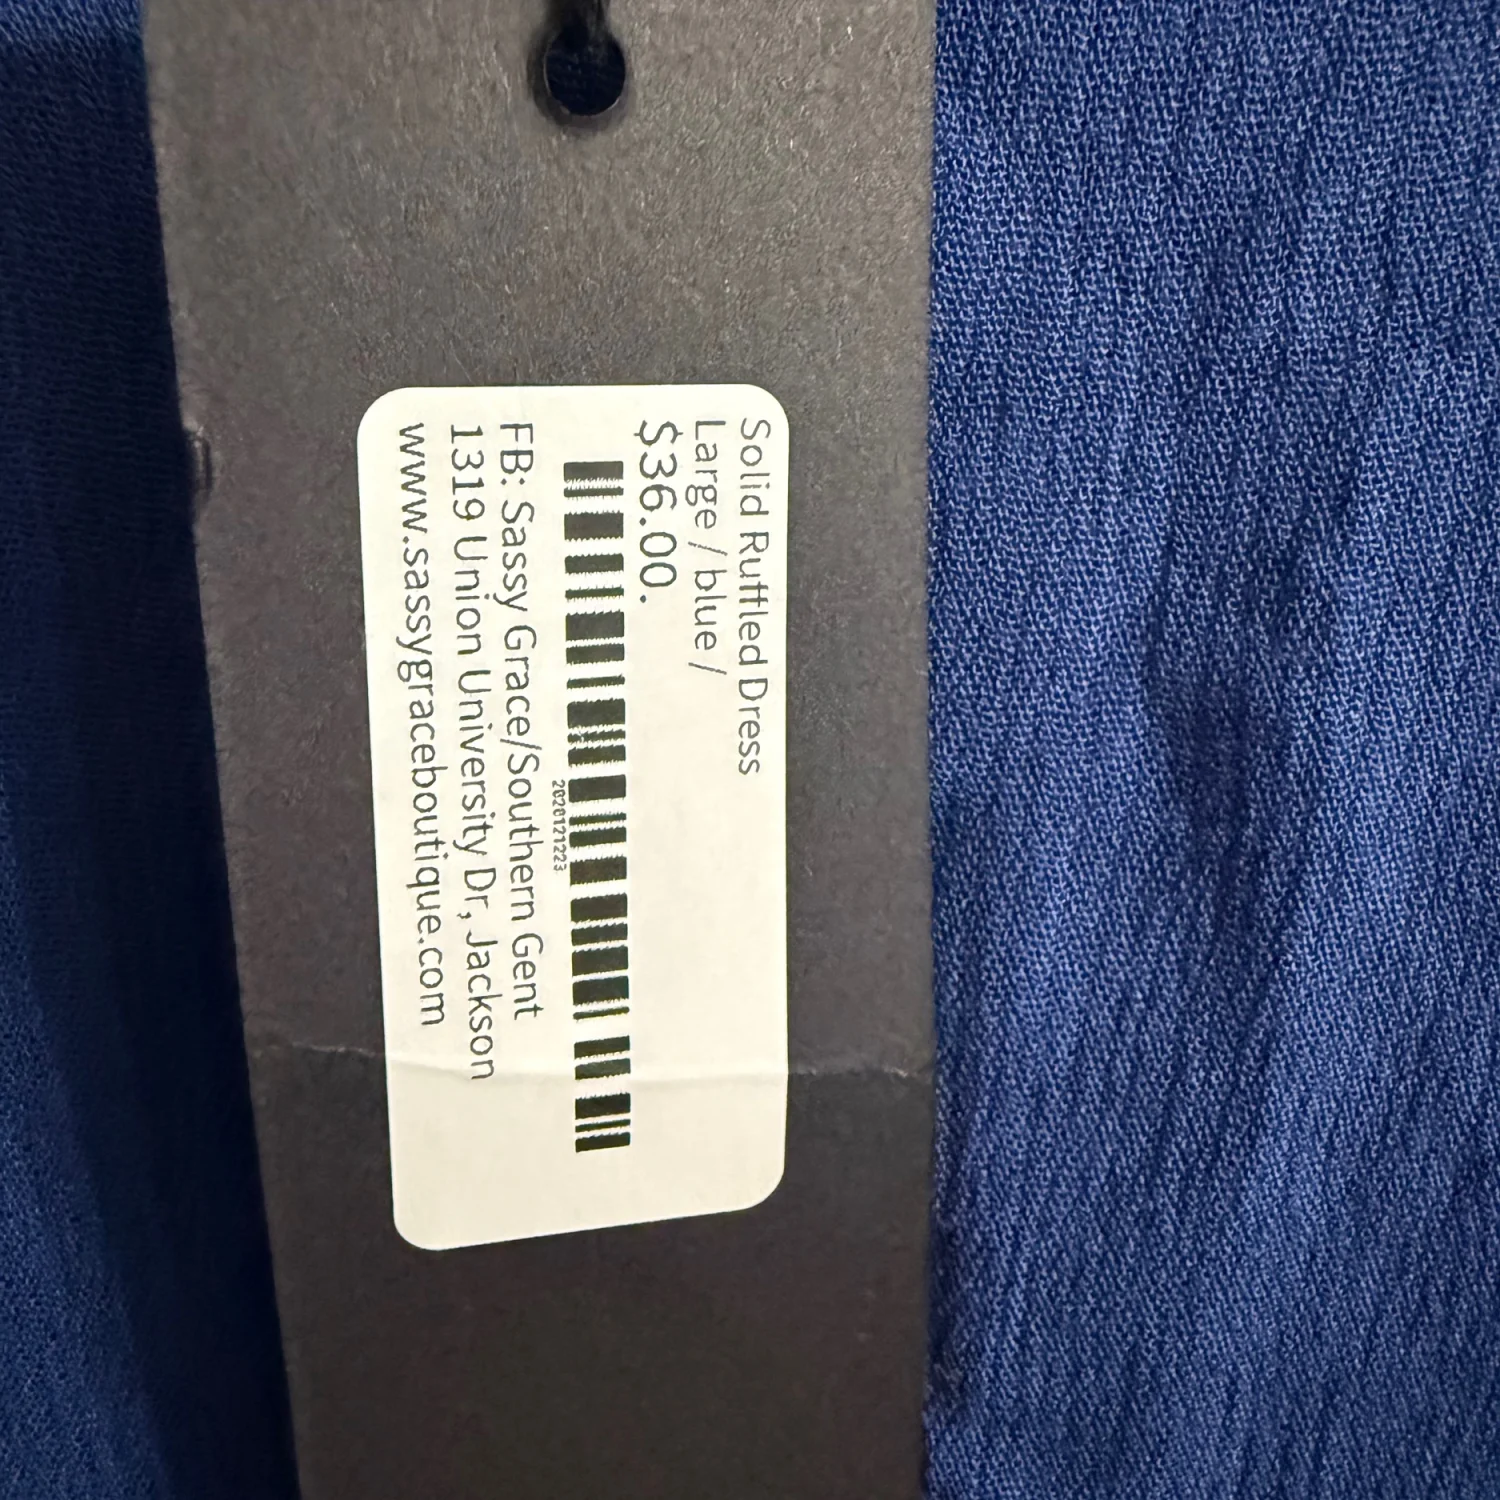 Solid Ruffled Dress
Large / blue /
$36.00.
2020121223
FB: Sassy Grace/Southern Gent
1319 Union University Dr, Jackson
www.sassygraceboutique.com